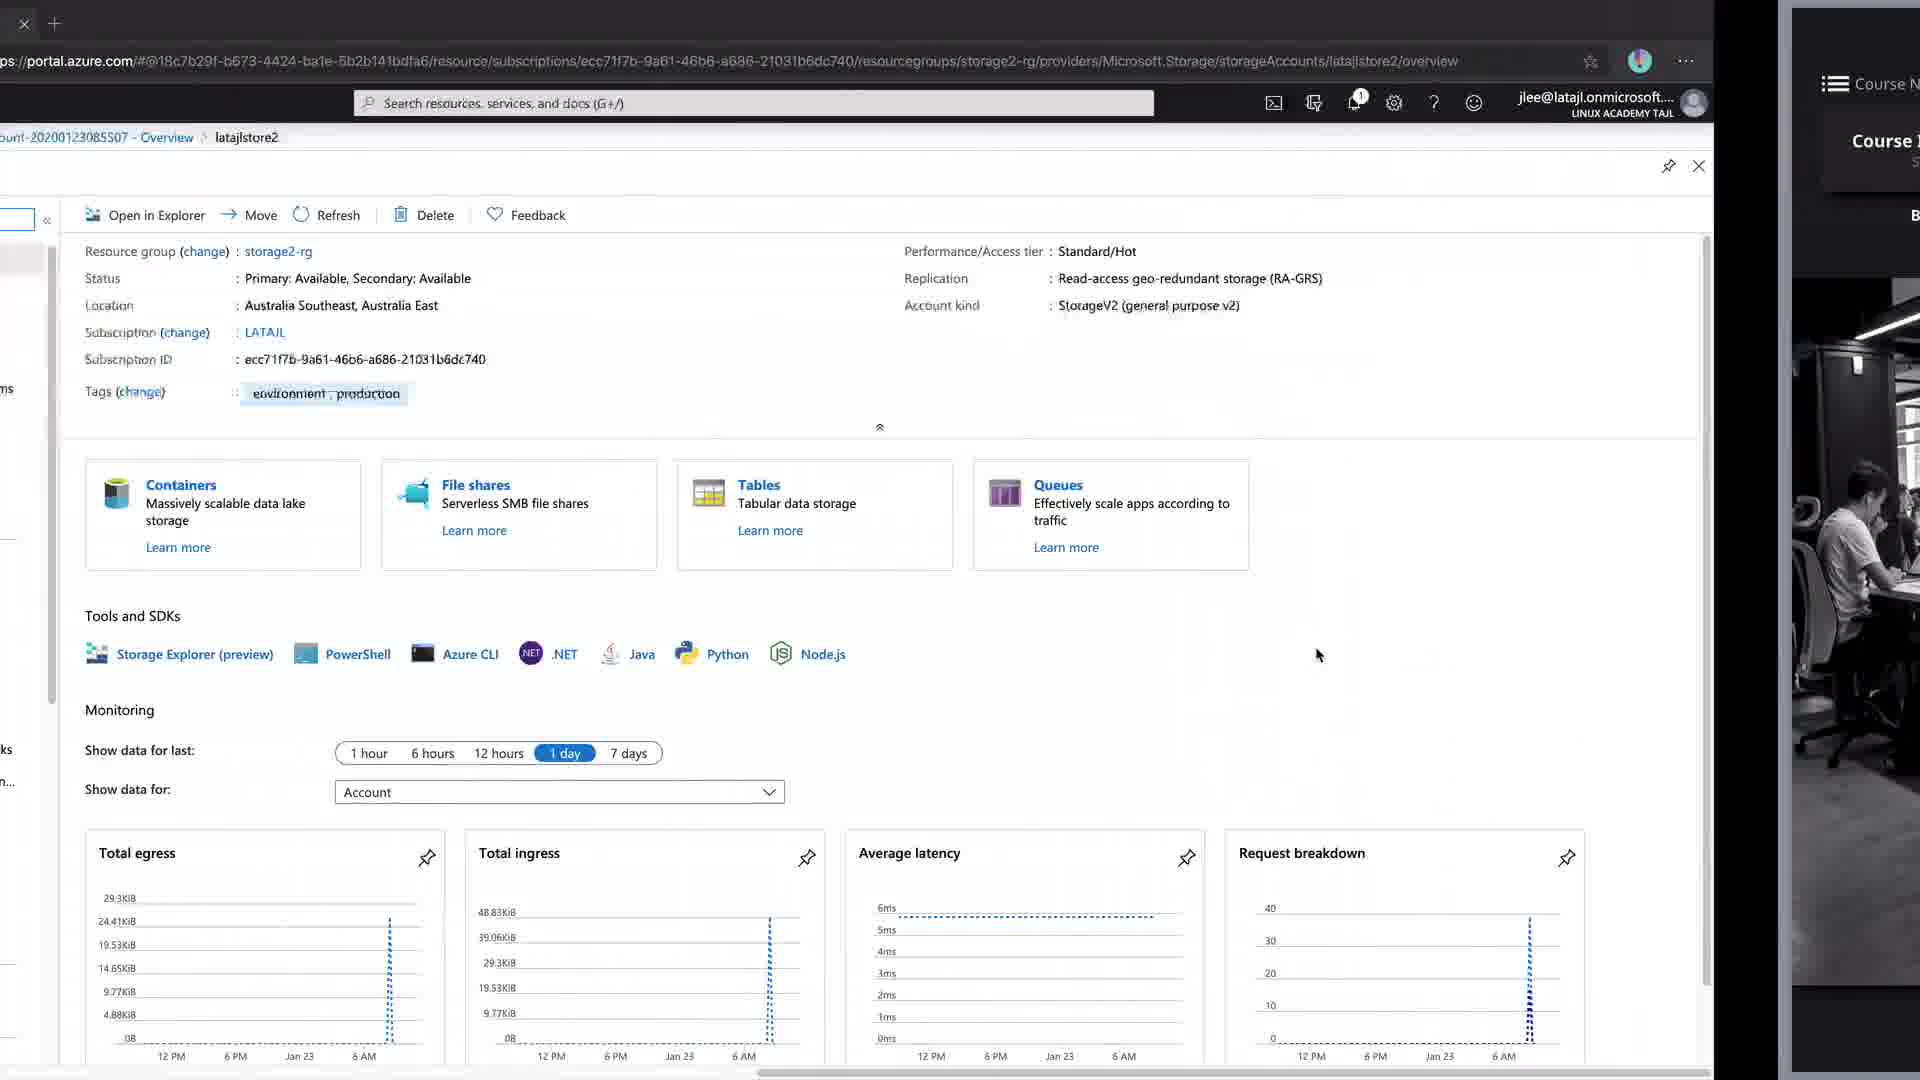 ps://portal.azure.com/#@18c7b29f-b673-4424-ba1e-5b2b141bdfa6/resource/subscriptions/ecc71f7b-9a61-46b6-a686-21031b6dc740/resourcegroups/storage2-rg/providers/Microsoft.Storage/storageAccounts/latajlstore2/overview
Search resources, services, and docs (G+/)
1
jlee@latajl.onmicrosoft....
LINUX ACADEMY TAJL
ount-20200123085507 - Overview > latajlstore2
Open in Explorer Move Refresh Delete Feedback
Resource group (change) : storage2-rg
Status : Primary: Available, Secondary: Available
Location : Australia Southeast, Australia East
Subscription (change) : LATAJL
Subscription ID : ecc71f7b-9a61-46b6-a686-21031b6dc740
Tags (change) : environment : production
Performance/Access tier : Standard/Hot
Replication : Read-access geo-redundant storage (RA-GRS)
Account kind : StorageV2 (general purpose v2)
ms
ks
n...
Containers
Massively scalable data lake
storage
Learn more
File shares
Serverless SMB file shares
Learn more
Tables
Tabular data storage
Learn more
Queues
Effectively scale apps according to
traffic
Learn more
Tools and SDKs
Storage Explorer (preview) PowerShell Azure CLI .NET .NET Java Python JS Node.js
Monitoring
Show data for last: 1 hour 6 hours 12 hours 1 day 7 days
Show data for: Account
Total egress
29.3KiB
24.41KiB
19.53KiB
14.65KiB
9.77KiB
4.88KiB
0B
12 PM 6 PM Jan 23 6 AM
Total ingress
48.83KiB
39.06KiB
29.3KiB
19.53KiB
9.77KiB
0B
12 PM 6 PM Jan 23 6 AM
Average latency
6ms
5ms
4ms
3ms
2ms
1ms
0ms
12 PM 6 PM Jan 23 6 AM
Request breakdown
40
30
20
10
0
12 PM 6 PM Jan 23 6 AM
Course N
Course I
S
B